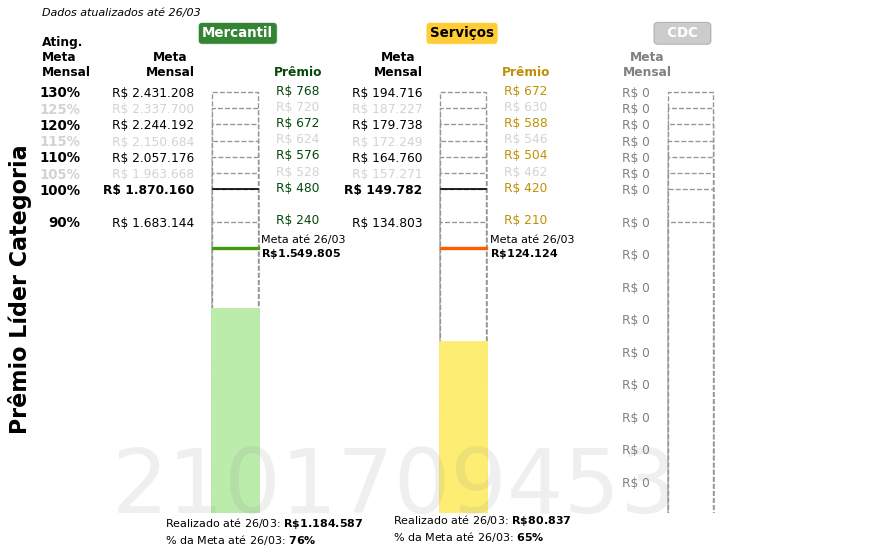 Dados atualizados até 26/03
Mercantil Serviços CDC
Ating. Meta Mensal Meta Mensal Prêmio Meta Mensal Prêmio Meta Mensal
130% R$ 2.431.208 R$ 768 R$ 194.716 R$ 672 R$ 0
125% R$ 2.337.700 R$ 720 R$ 187.227 R$ 630 R$ 0
120% R$ 2.244.192 R$ 672 R$ 179.738 R$ 588 R$ 0
115% R$ 2.150.684 R$ 624 R$ 172.249 R$ 546 R$ 0
110% R$ 2.057.176 R$ 576 R$ 164.760 R$ 504 R$ 0
105% R$ 1.963.668 R$ 528 R$ 157.271 R$ 462 R$ 0
100% R$ 1.870.160 R$ 480 R$ 149.782 R$ 420 R$ 0
90% R$ 1.683.144 R$ 240 R$ 134.803 R$ 210 R$ 0
Meta até 26/03 Meta até 26/03
R$1.549.805 R$124.124 R$ 0
R$ 0
R$ 0
R$ 0
R$ 0
R$ 0
R$ 0
R$ 0
Prêmio Líder Categoria
2101709453
Realizado até 26/03: R$1.184.587 Realizado até 26/03: R$80.837
% da Meta até 26/03: 76% % da Meta até 26/03: 65%